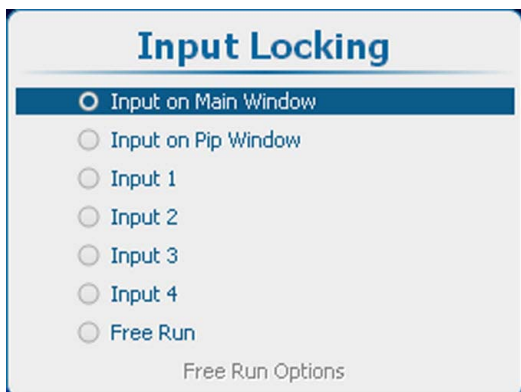 Input Locking
Input on Main Window
Input on Pip Window
Input 1
Input 2
Input 3
Input 4
Free Run
Free Run Options